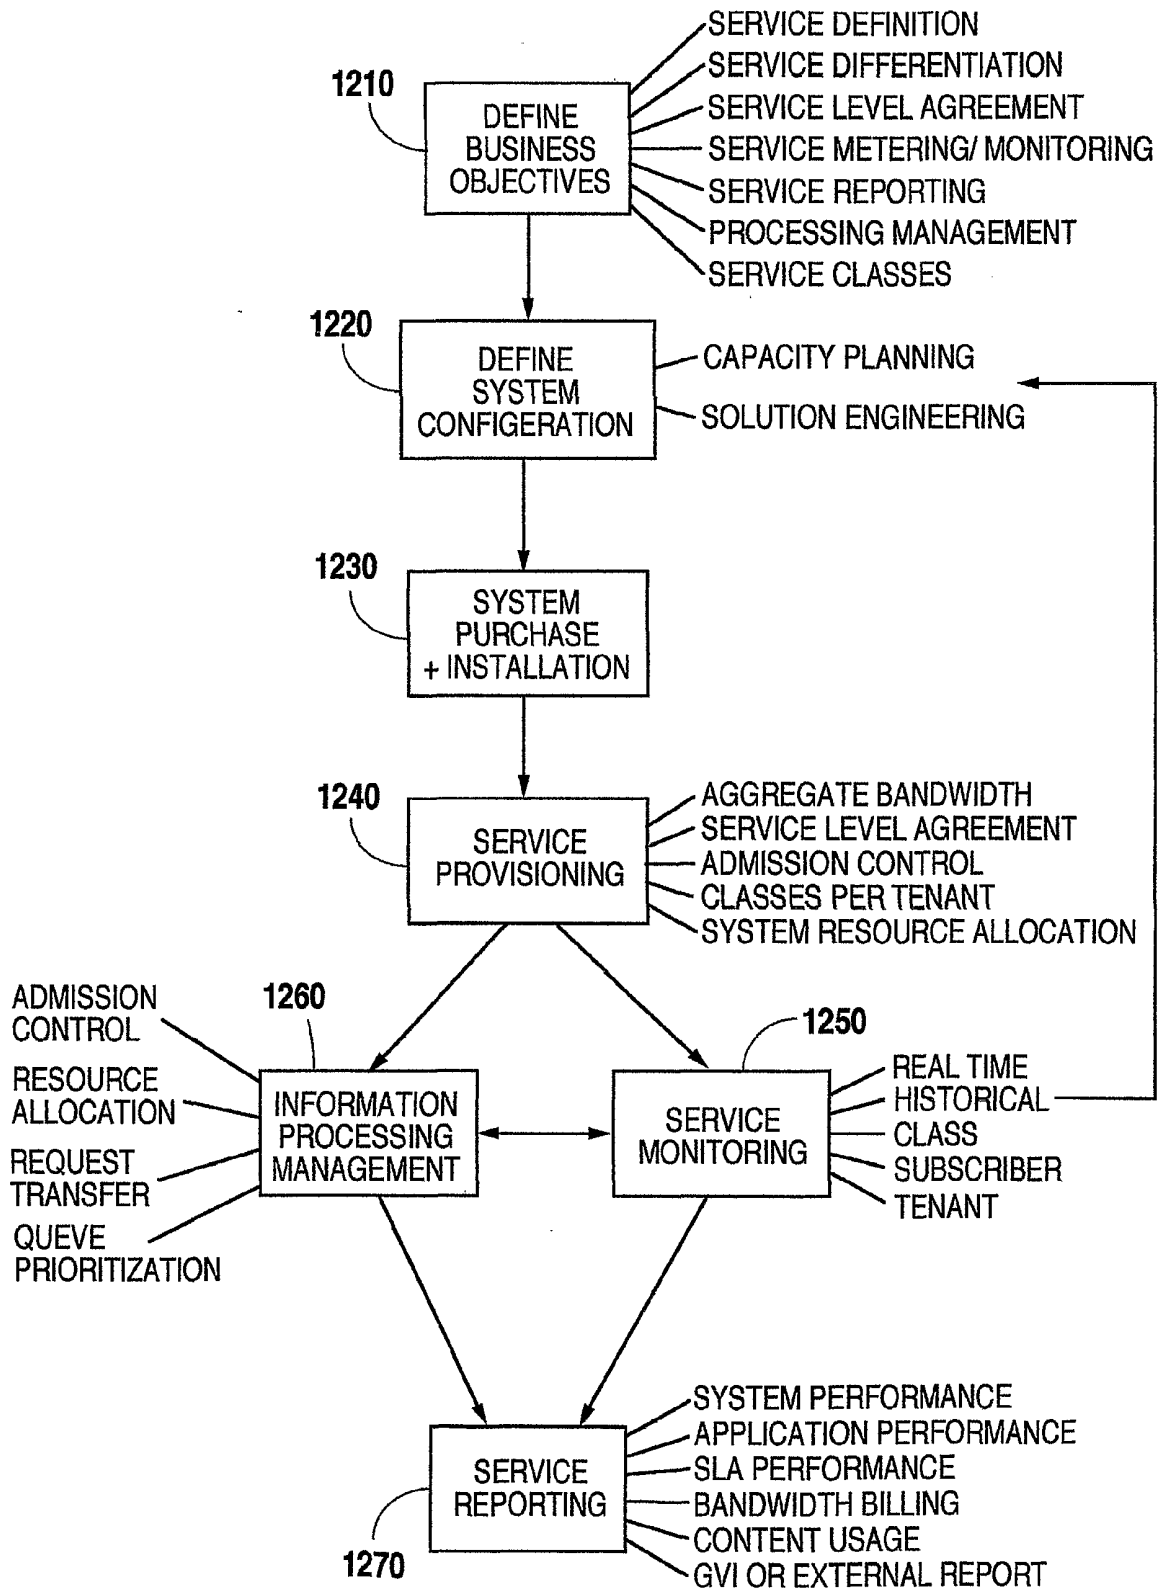 1210
DEFINE
BUSINESS
OBJECTIVES
SERVICE DEFINITION
SERVICE DIFFERENTIATION
SERVICE LEVEL AGREEMENT
SERVICE METERING/ MONITORING
SERVICE REPORTING
PROCESSING MANAGEMENT
SERVICE CLASSES
1220
DEFINE
SYSTEM
CONFIGERATION
CAPACITY PLANNING
SOLUTION ENGINEERING
1230
SYSTEM
PURCHASE
+ INSTALLATION
1240
SERVICE
PROVISIONING
AGGREGATE BANDWIDTH
SERVICE LEVEL AGREEMENT
ADMISSION CONTROL
CLASSES PER TENANT
SYSTEM RESOURCE ALLOCATION
ADMISSION
CONTROL
RESOURCE
ALLOCATION
REQUEST
TRANSFER
QUEVE
PRIORITIZATION
1260
INFORMATION
PROCESSING
MANAGEMENT
1250
SERVICE
MONITORING
REAL TIME
HISTORICAL
CLASS
SUBSCRIBER
TENANT
SERVICE
REPORTING
1270
SYSTEM PERFORMANCE
APPLICATION PERFORMANCE
SLA PERFORMANCE
BANDWIDTH BILLING
CONTENT USAGE
GVI OR EXTERNAL REPORT